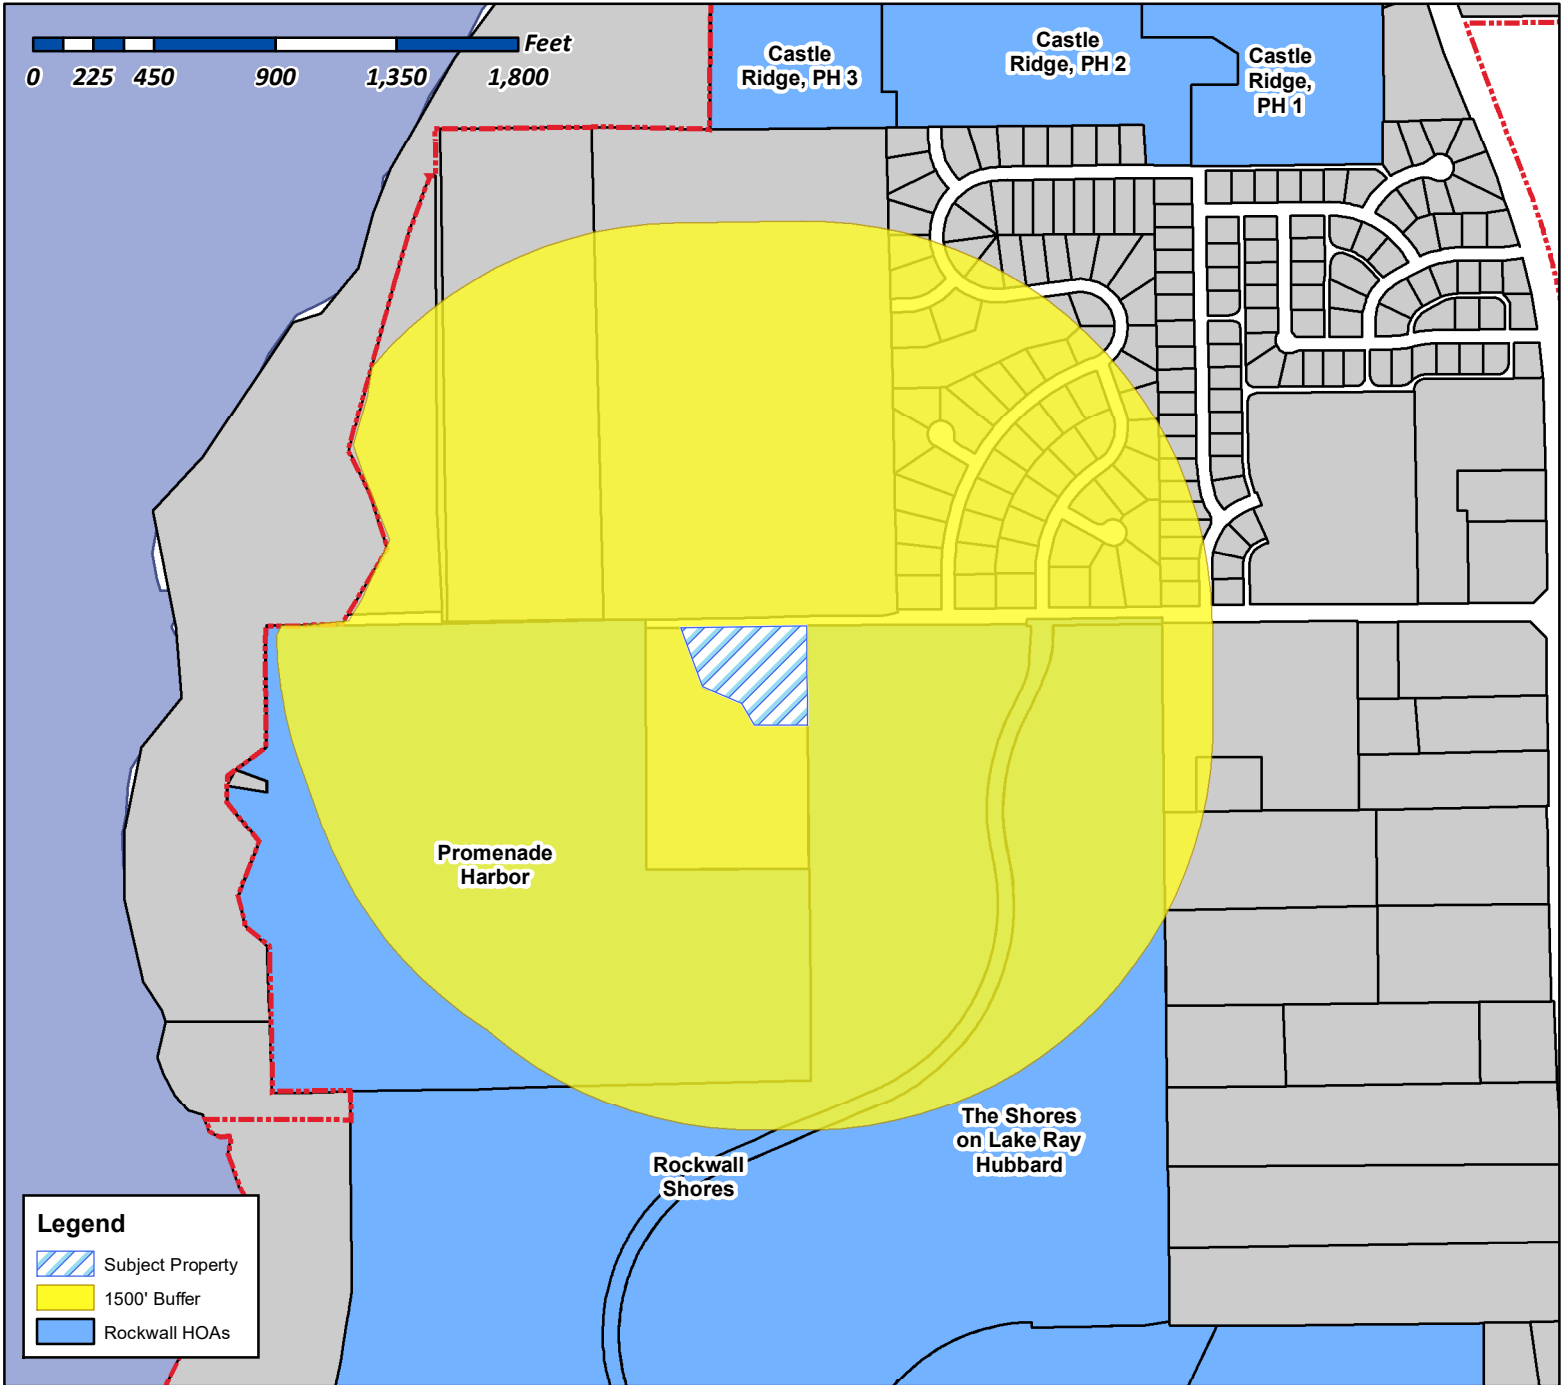 Feet
0 225 450 900 1,350 1,800
Castle
Ridge, PH 3
Castle
Ridge, PH 2
Castle
Ridge,
PH 1
Promenade
Harbor
The Shores
on Lake Ray
Hubbard
Rockwall
Shores
Legend
Subject Property
1500' Buffer
Rockwall HOAs